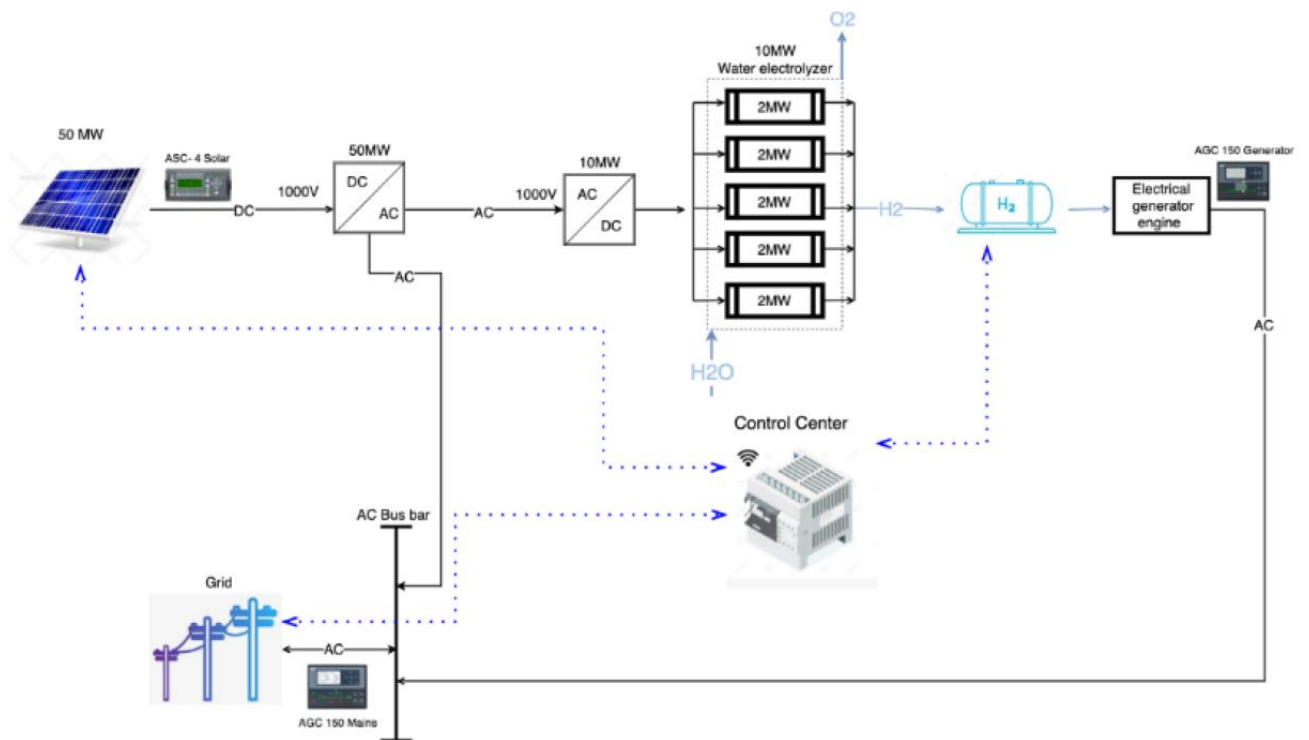 O2
10MW
Water electrolyzer
50 MW
ASC- 4 Solar
1000V
DC
50MW
DC
AC
AC
1000V
10MW
AC
DC
2MW
2MW
2MW
2MW
2MW
H2
H₂
AGC 150 Generator
Electrical
generator
engine
AC
AC
H2O
Control Center
AC Bus bar
Grid
AC
AGC 150 Mains